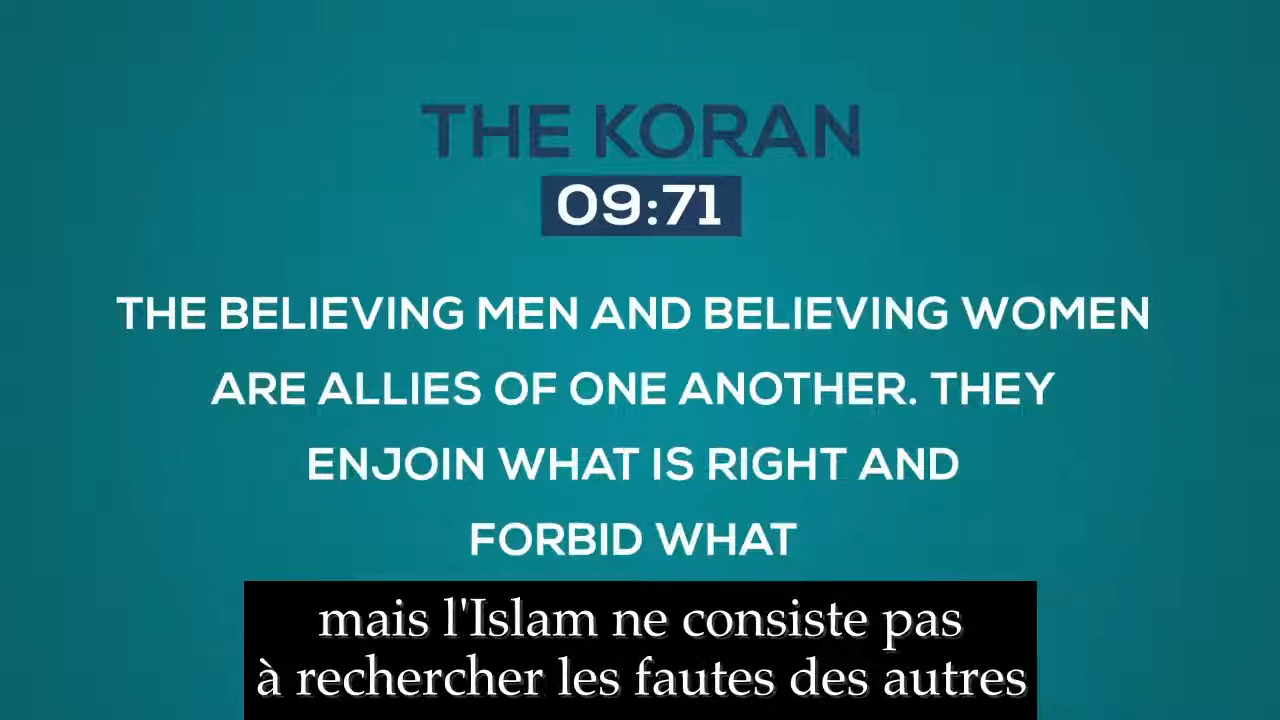 THE KORAN
09:71
THE BELIEVING MEN AND BELIEVING WOMEN
ARE ALLIES OF ONE ANOTHER. THEY
ENJOIN WHAT IS RIGHT AND
FORBID WHAT
mais l'Islam ne consiste pas
à rechercher les fautes des autres